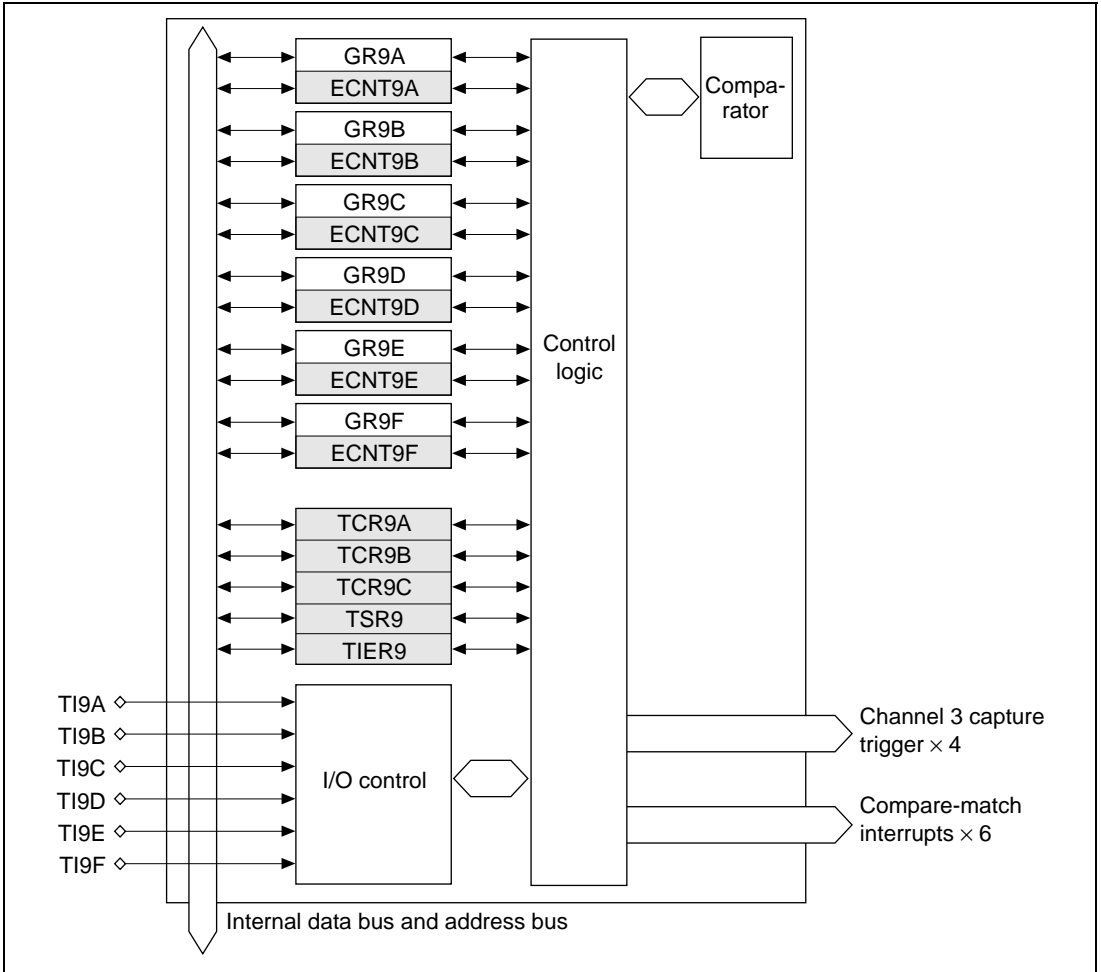 GR9A
ECNT9A
GR9B
ECNT9B
GR9C
ECNT9C
GR9D
ECNT9D
GR9E
ECNT9E
GR9F
ECNT9F
TCR9A
TCR9B
TCR9C
TSR9
TIER9
Control
logic
Compa-
rator
TI9A
TI9B
TI9C
TI9D
TI9E
TI9F
I/O control
Channel 3 capture
trigger × 4
Compare-match
interrupts × 6
Internal data bus and address bus